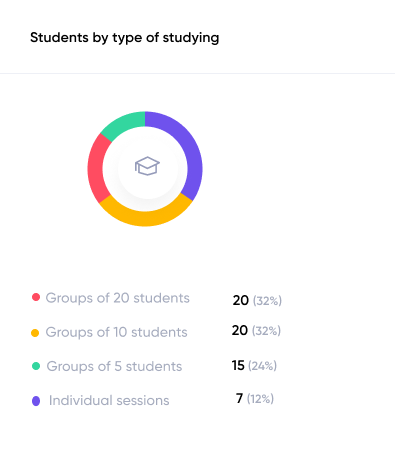 Students by type of studying
Groups of 20 students 20 (32%)
Groups of 10 students 20 (32%)
Groups of 5 students 15 (24%)
Individual sessions 7 (12%)